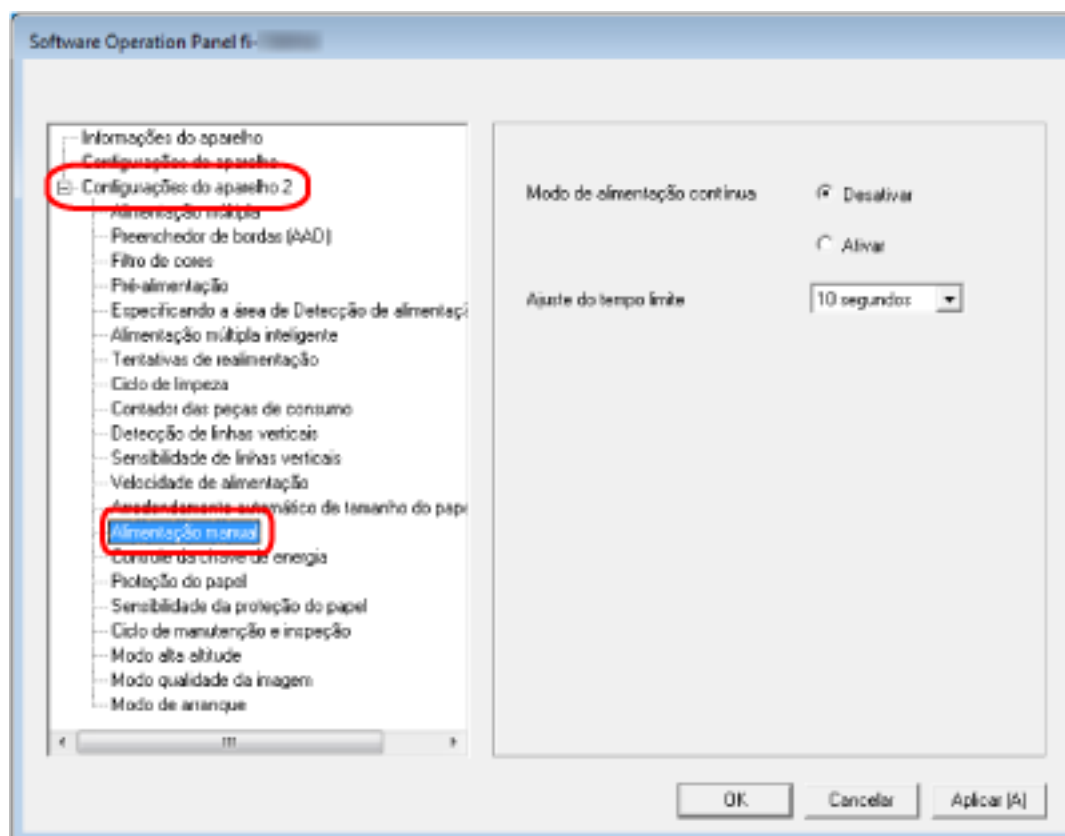 Software Operation Panel fi-
Informações do aparelho
Configurações do aparelho
Configurações do aparelho 2
Alimentação múltipla
Preenchedor de bordas (AAD)
Filtro de cores
Pré-alimentação
Especificando a área de Detecção de alimentaç
Alimentação múltipla inteligente
Tentativas de realimentação
Ciclo de limpeza
Contador das peças de consumo
Detecção de linhas verticais
Sensibilidade de linhas verticais
Velocidade de alimentação
Arredondamento automático de tamanho do pape
Alimentação manual
Controle da chave de energia
Proteção do papel
Sensibilidade da proteção do papel
Ciclo de manutenção e inspeção
Modo alta altitude
Modo qualidade da imagem
Modo de arranque
Modo de alimentação contínua
Desativar
Ativar
Ajuste do tempo limite
10 segundos
OK
Cancelar
Aplicar (A)